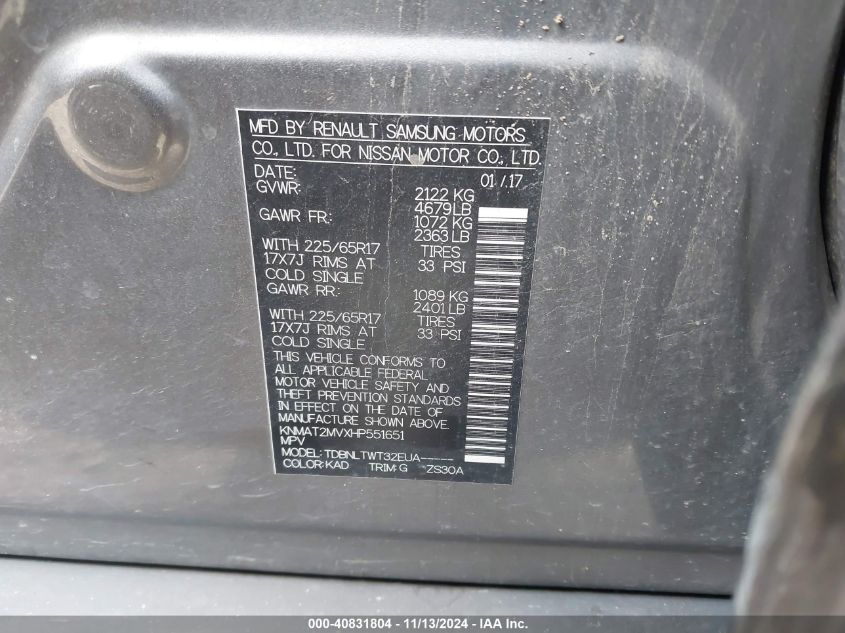 MFD BY RENAULT SAMSUNG MOTORS
CO., LTD. FOR NISSAN MOTOR CO., LTD.
DATE: 01 / 17
GVWR: 2122 KG
4679 LB
GAWR FR: 1072 KG
2363 LB
WITH 225/65R17 TIRES
17X7J RIMS AT 33 PSI
COLD SINGLE
GAWR RR: 1089 KG
2401 LB
WITH 225/65R17 TIRES
17X7J RIMS AT 33 PSI
COLD SINGLE
THIS VEHICLE CONFORMS TO
ALL APPLICABLE FEDERAL
MOTOR VEHICLE SAFETY AND
THEFT PREVENTION STANDARDS
IN EFFECT ON THE DATE OF
MANUFACTURE SHOWN ABOVE.
KNMAT2MVXHP551651
MPV
MODEL: TDBNLTWT32EUA-----
COLOR:KAD TRIM:G ZS30A
000-40831804 — 11/13/2024 — IAA Inc.